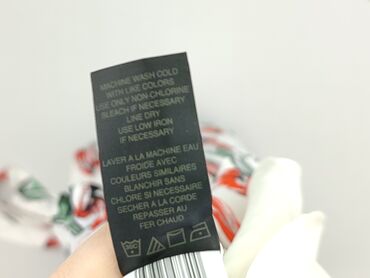 MACHINE WASH COLD
WITH LIKE COLORS
USE ONLY NON-CHLORINE
BLEACH IF NECESSARY
LINE DRY
USE LOW IRON
IF NECESSARY
LAVER À LA MACHINE EAU
FROIDE AVEC
COULEURS SIMILAIRES
BLANCHIR SANS
CHLORE SI NECESSAIRE
SECHER À LA CORDE
REPASSER AU
FER CHAUD